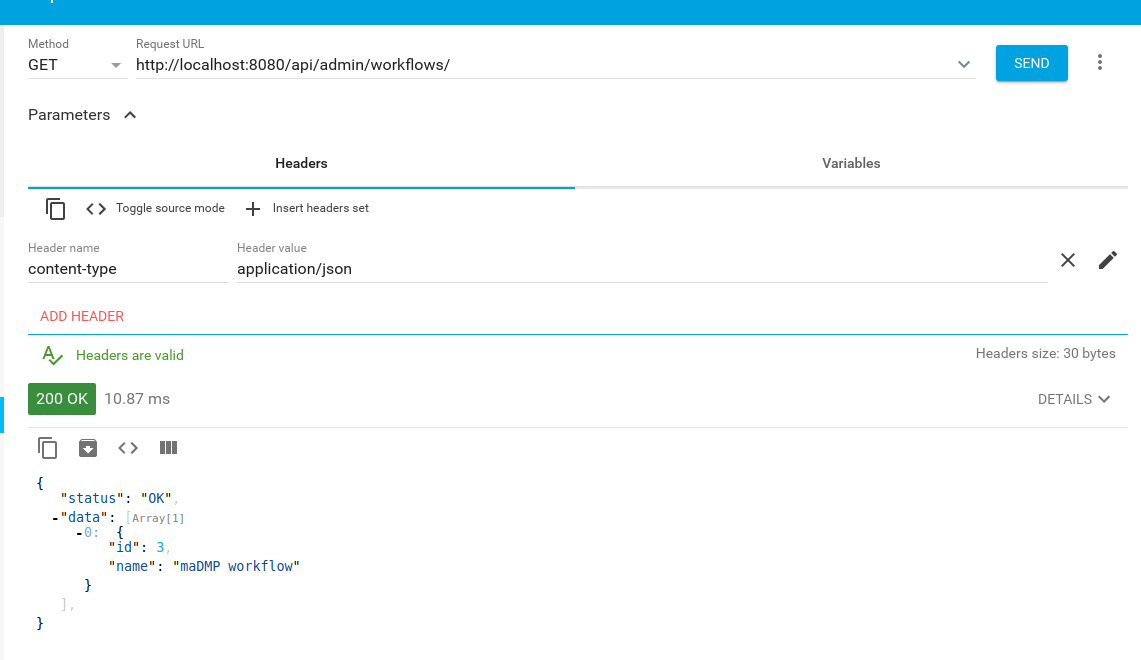 Method
Request URL
GET
http://localhost:8080/api/admin/workflows/
SEND
Parameters
Headers
Variables
Toggle source mode
Insert headers set
Header name
Header value
content-type
application/json
ADD HEADER
Headers are valid
Headers size: 30 bytes
200 OK
10.87 ms
DETAILS
{
"status": "OK",
-"data": [Array[1]
-0: {
"id": 3,
"name": "maDMP workflow"
}
],
}